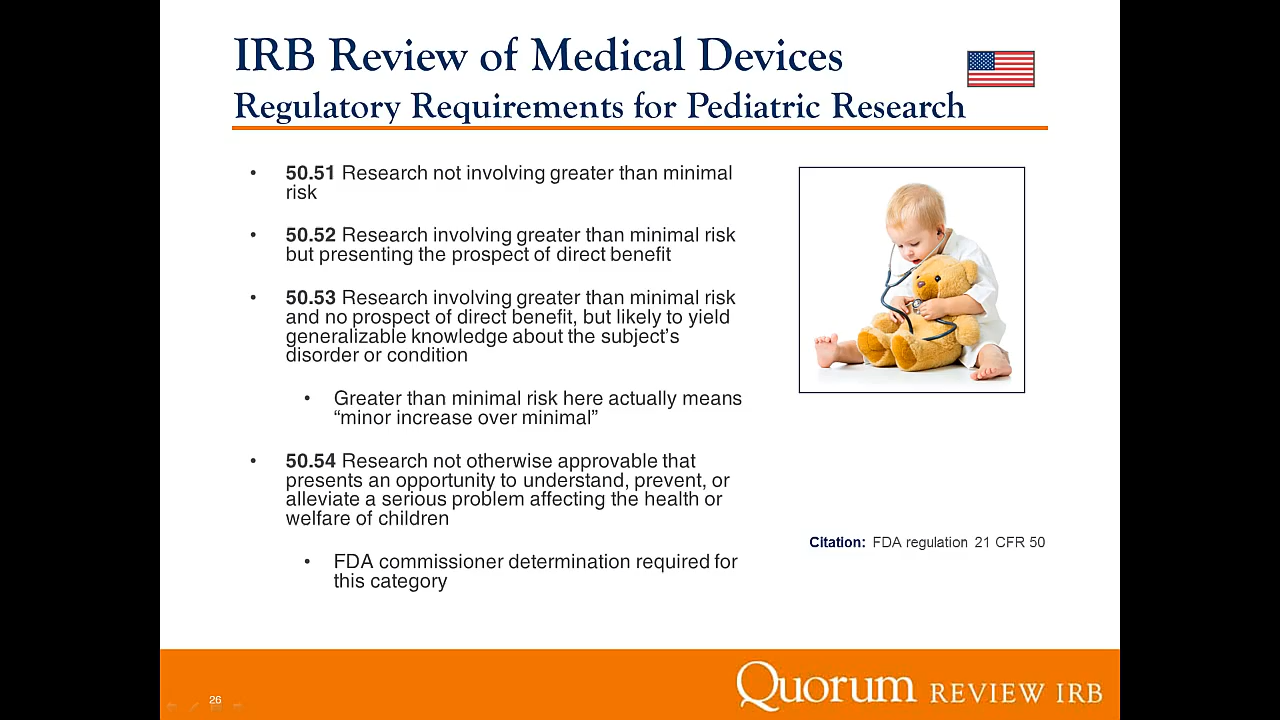 IRB Review of Medical Devices
Regulatory Requirements for Pediatric Research
• 50.51 Research not involving greater than minimal
risk
• 50.52 Research involving greater than minimal risk
but presenting the prospect of direct benefit
• 50.53 Research involving greater than minimal risk
and no prospect of direct benefit, but likely to yield
generalizable knowledge about the subject's
disorder or condition
• Greater than minimal risk here actually means
“minor increase over minimal”
• 50.54 Research not otherwise approvable that
presents an opportunity to understand, prevent, or
alleviate a serious problem affecting the health or
welfare of children
• FDA commissioner determination required for
this category
Citation: FDA regulation 21 CFR 50
26
Quorum REVIEW IRB